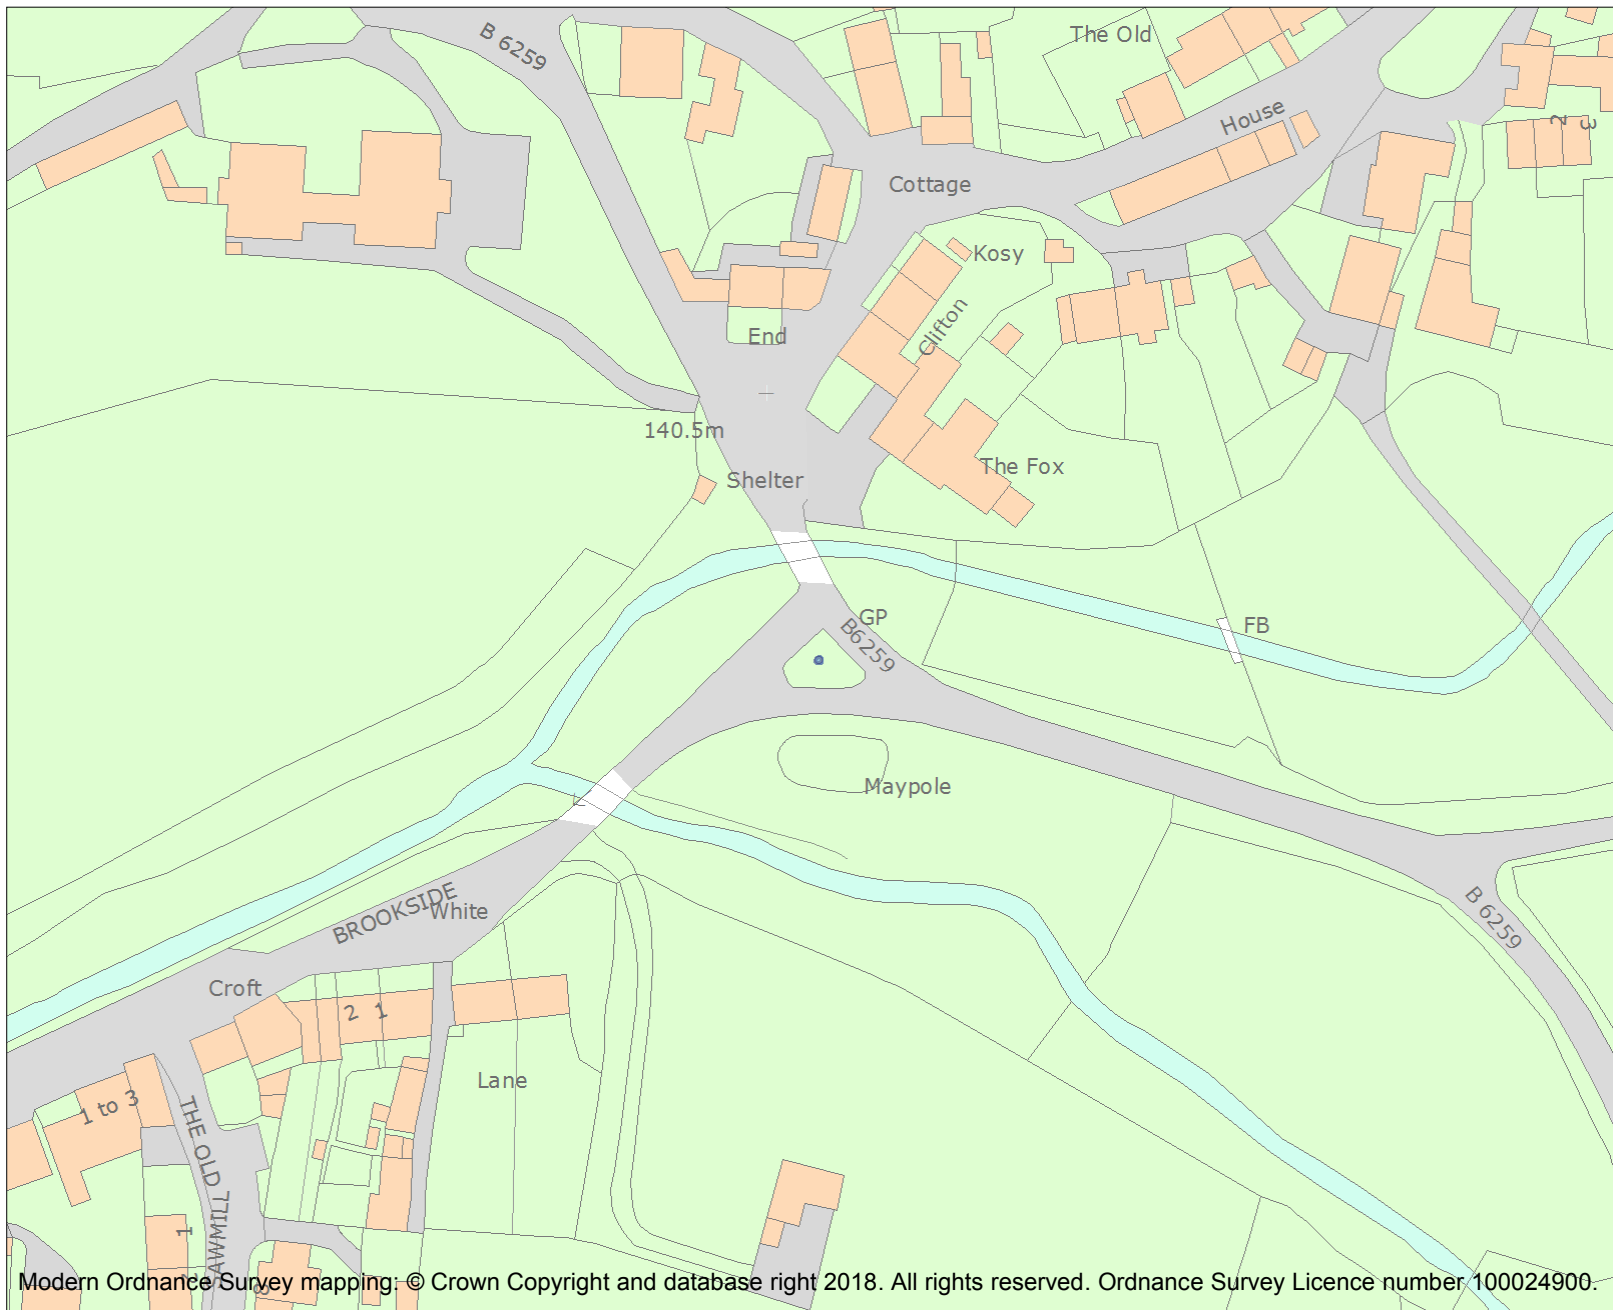 B 6259
The Old
House
2
3
Cottage
Kosy
Clifton
End
140.5m
Shelter
The Fox
GP
B6259
FB
Maypole
BROOKSIDE
White
B 6259
Croft
2 1
Lane
1 to 3
THE OLD SAWMILL
1
8
Modern Ordnance Survey mapping: © Crown Copyright and database right 2018. All rights reserved. Ordnance Survey Licence number 100024900.